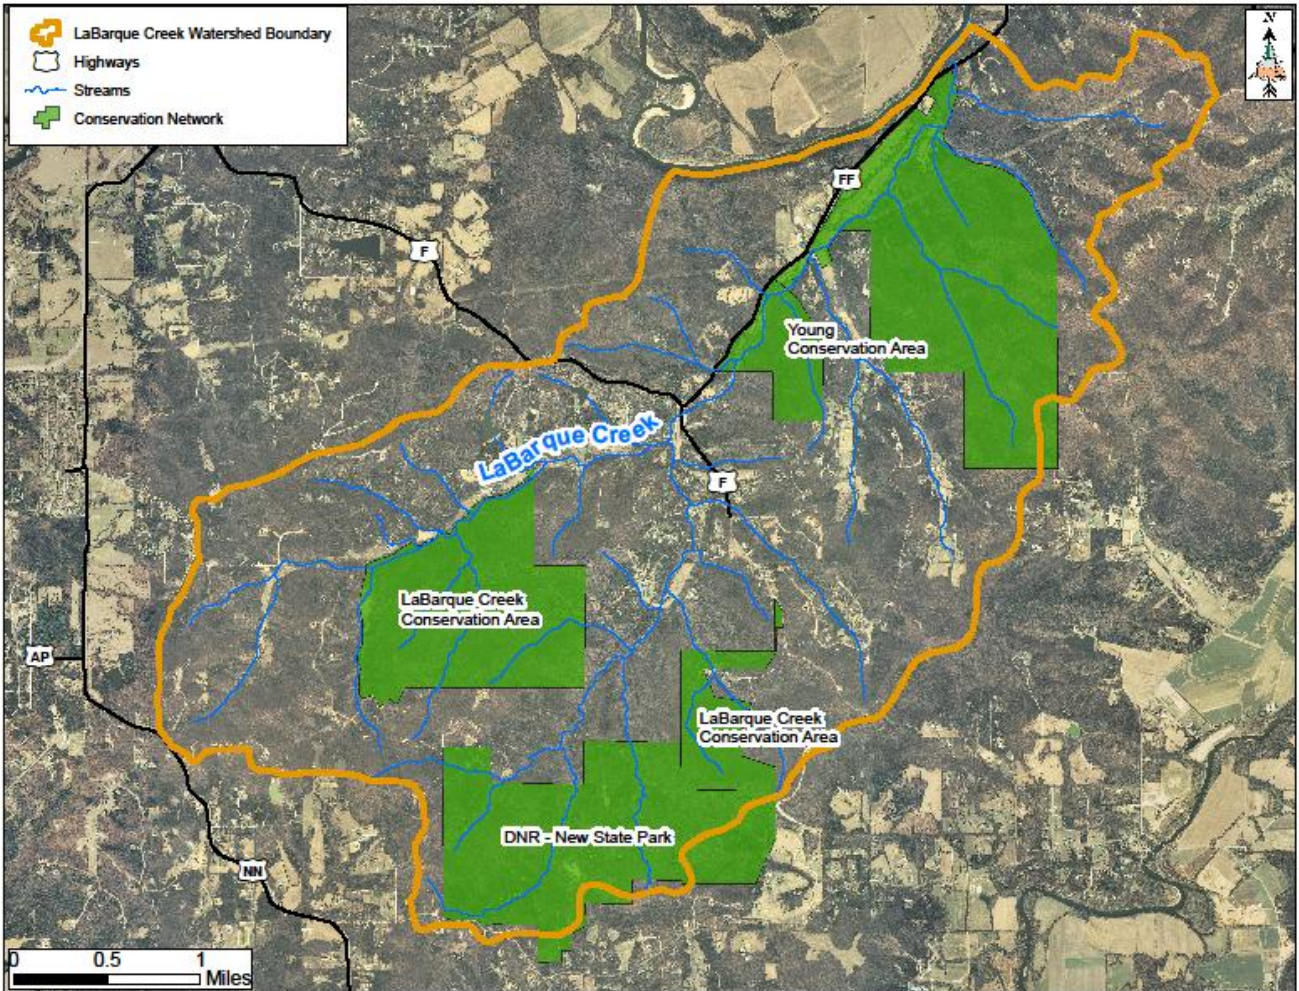 LaBarque Creek Watershed Boundary
Highways
Streams
Conservation Network
N
FF
F
Young
Conservation Area
LaBarque Creek
F
LaBarque Creek
Conservation Area
AP
LaBarque Creek
Conservation Area
DNR - New State Park
NN
0 0.5 1
Miles